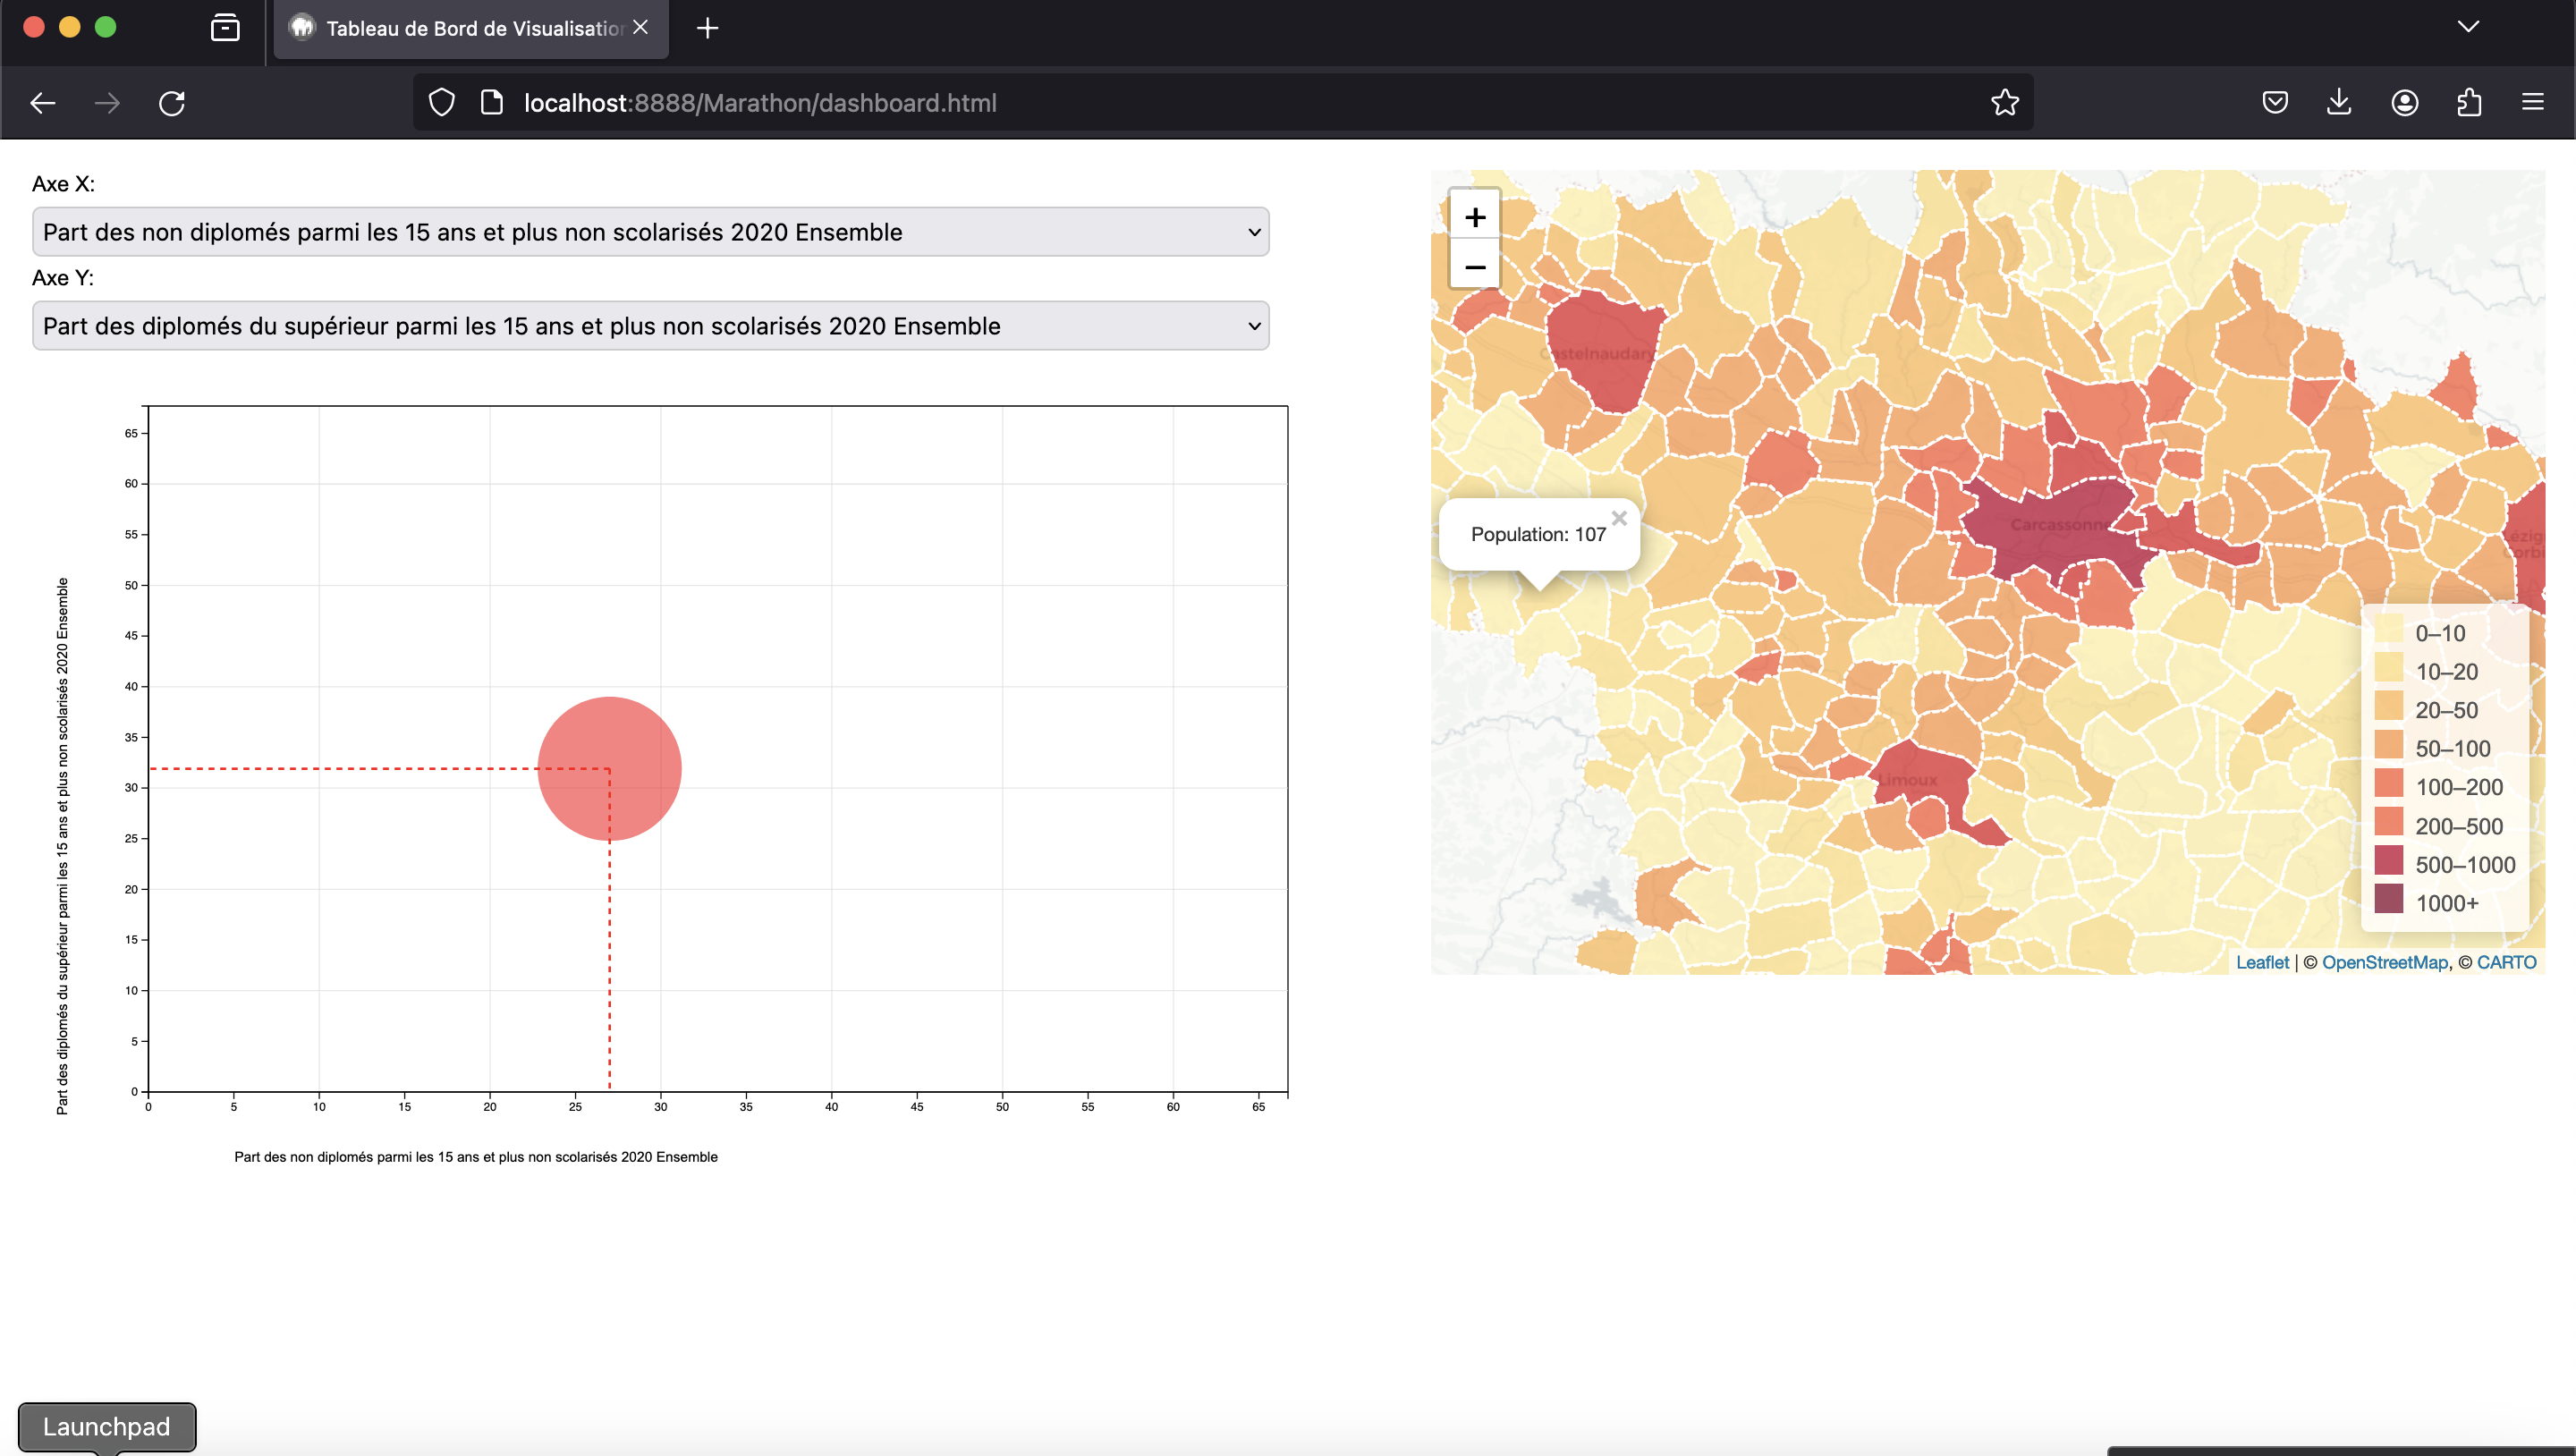 Tableau de Bord de Visualisation
localhost:8888/Marathon/dashboard.html
Axe X:
Part des non diplomés parmi les 15 ans et plus non scolarisés 2020 Ensemble
Axe Y:
Part des diplomés du supérieur parmi les 15 ans et plus non scolarisés 2020 Ensemble
65
60
55
50
45
40
35
30
25
20
15
10
5
0
Part des diplomés du supérieur parmi les 15 ans et plus non scolarisés 2020 Ensemble
0 5 10 15 20 25 30 35 40 45 50 55 60 65
Part des non diplomés parmi les 15 ans et plus non scolarisés 2020 Ensemble
+
−
Castelnaudary
Carcassonne
Population: 107 ×
Limoux
0–10
10–20
20–50
50–100
100–200
200–500
500–1000
1000+
Leaflet | © OpenStreetMap, © CARTO
Launchpad